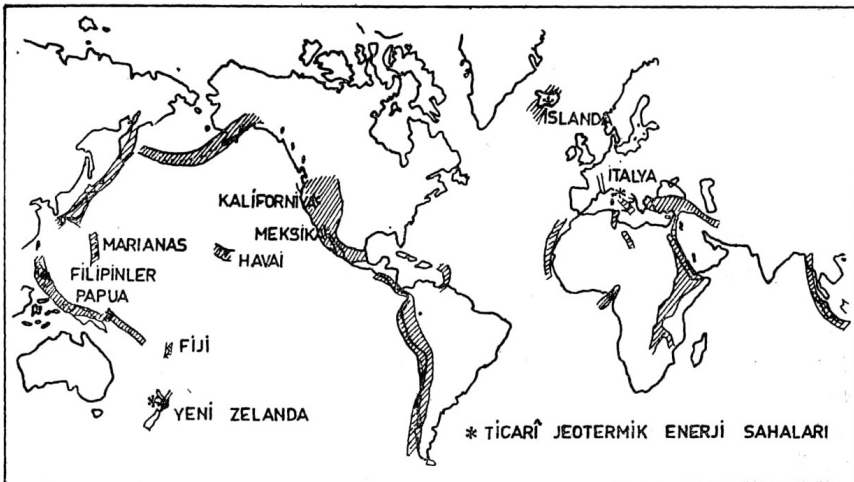 İSLANDA
İTALYA
KALİFORNİYA
MEKSİKA
MARIANAS
HAVAİ
FİLİPİNLER
PAPUA
FİJİ
YENİ ZELANDA
* TİCARÎ JEOTERMİK ENERJİ SAHALARI